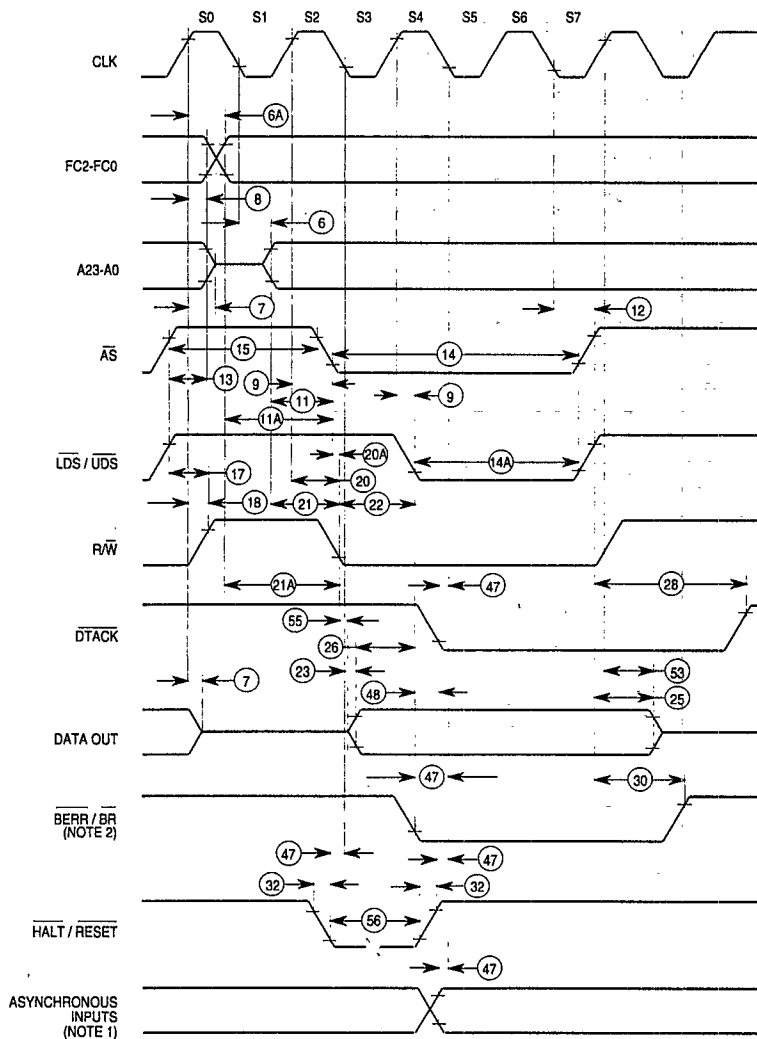 S0 S1 S2 S3 S4 S5 S6 S7
CLK
6A
FC2-FC0
8
6
A23-A0
7
12
AS
15
14
13
9
11
9
11A
LDS / UDS
20A
14A
17
20
18
21
22
R/W
21A
47
28
DTACK
55
26
23
53
7
48
25
DATA OUT
47
30
BERR / BR
(NOTE 2)
47
47
32
32
HALT / RESET
56
47
ASYNCHRONOUS
INPUTS
(NOTE 1)